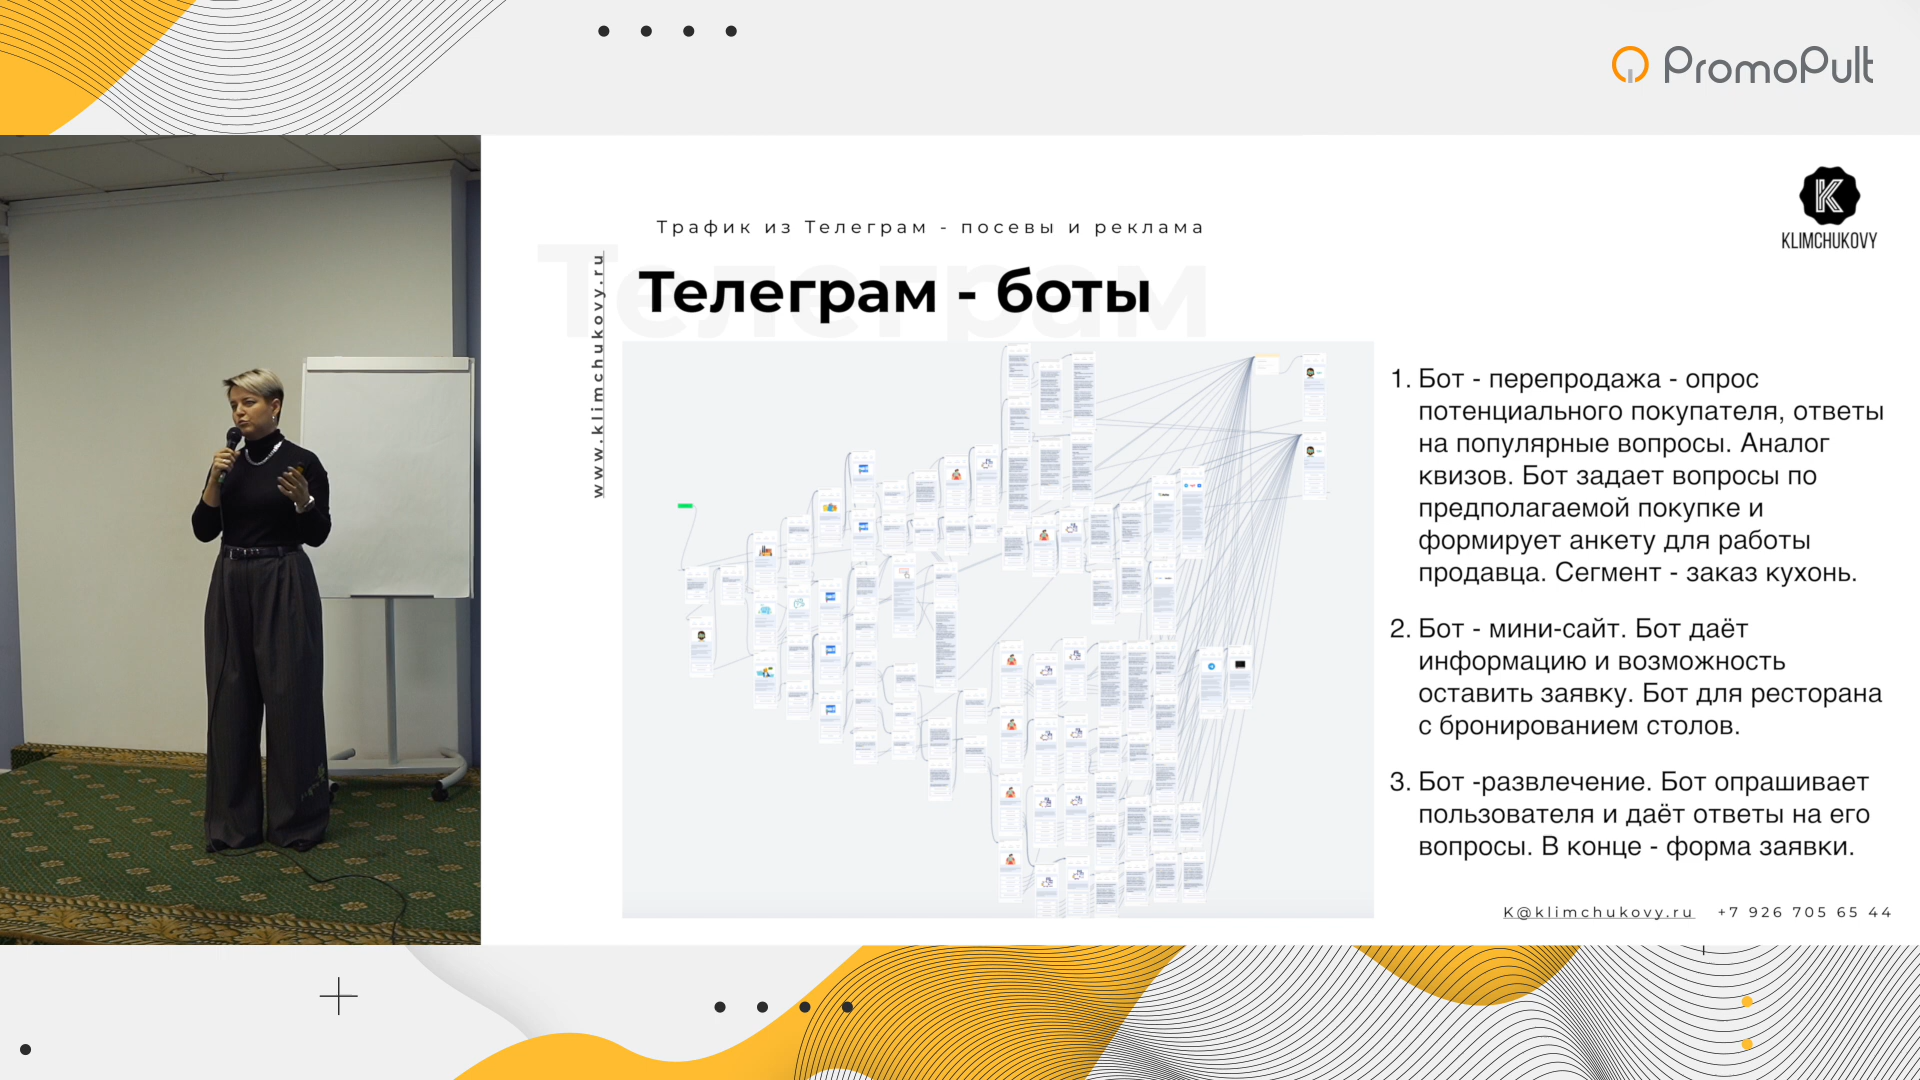 PromoPult
KLIMCHUKOVY
Трафик из Телеграм - посевы и реклама
Телеграм
Телеграм - боты
www.klimchukovy.ru
1. Бот - перепродажа - опрос
потенциального покупателя, ответы
на популярные вопросы. Аналог
квизов. Бот задает вопросы по
предполагаемой покупке и
формирует анкету для работы
продавца. Сегмент - заказ кухонь.
2. Бот - мини-сайт. Бот даёт
информацию и возможность
оставить заявку. Бот для ресторана
с бронированием столов.
3. Бот -развлечение. Бот опрашивает
пользователя и даёт ответы на его
вопросы. В конце - форма заявки.
K@klimchukovy.ru +7 926 705 65 44